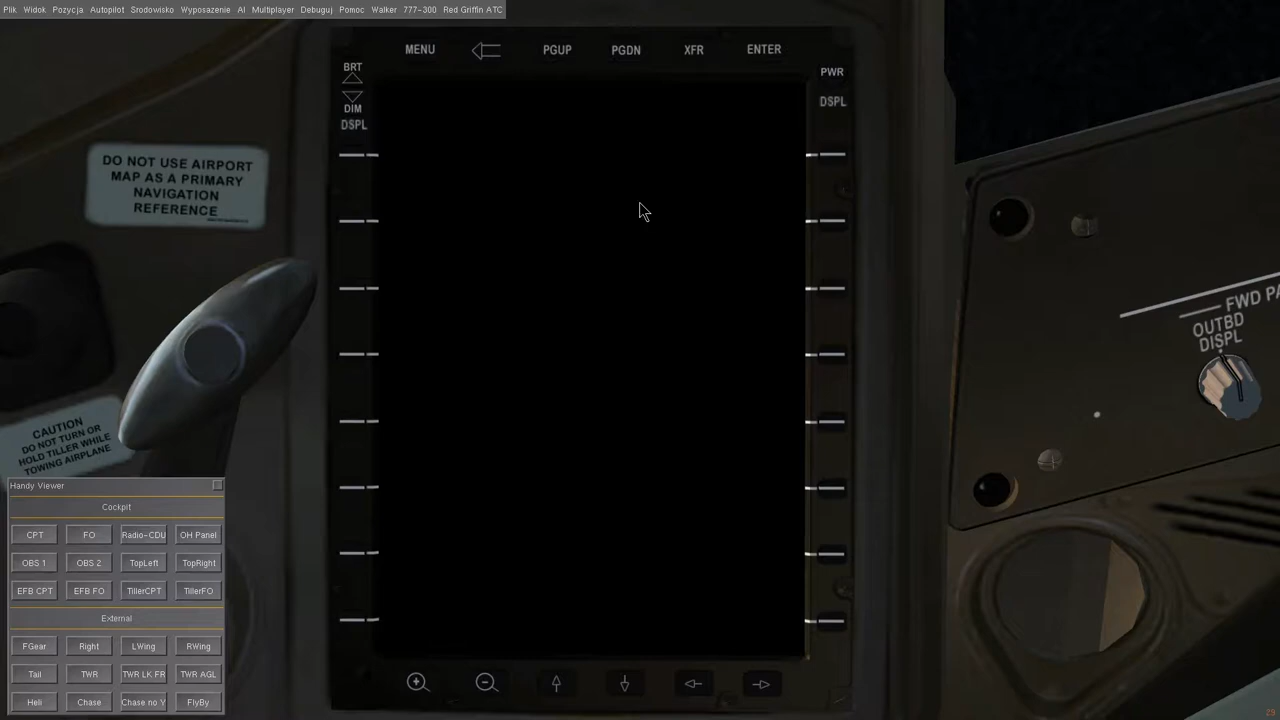 Plik Widok Pozycja Autopilot Srodowisko Wyposazenie AI Multiplayer Debuguj Pomoc Walker 777-300 Red Griffin ATC
MENU PGUP PGDN XFR ENTER
BRT
DIM
DSPL
PWR
DSPL
DO NOT USE AIRPORT
MAP AS A PRIMARY
NAVIGATION
REFERENCE
CAUTION
DO NOT TURN OR
HOLD TILLER WHILE
TOWING AIRPLANE
FWD PA
OUTBD
DISPL
Handy Viewer
Cockpit
CPT FO Radio-CDU OH Panel
OBS 1 OBS 2 TopLeft TopRight
EFB CPT EFB FO TillerCPT TillerFO
External
FGear Right LWing RWing
Tail TWR TWR LK FR TWR AGL
Heli Chase Chase no Y FlyBy
29